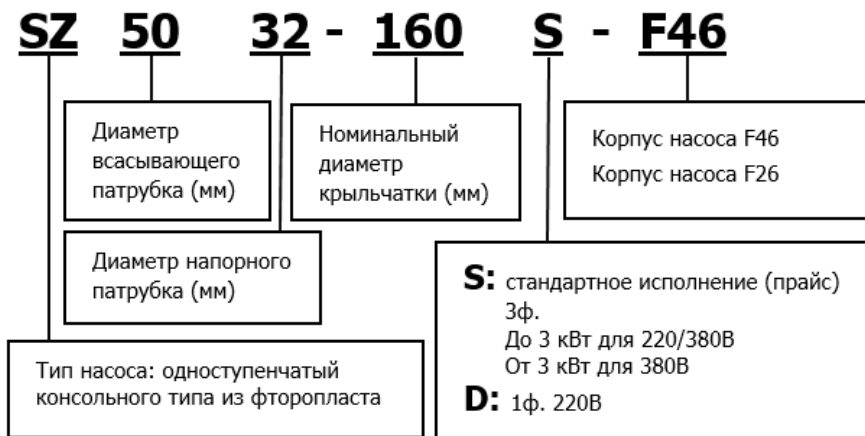 SZ 50 32 - 160 S - F46
Диаметр
всасывающего
патрубка (мм)
Номинальный
диаметр
крыльчатки (мм)
Корпус насоса F46
Корпус насоса F26
Диаметр напорного
патрубка (мм)
S: стандартное исполнение (прайс)
3ф.
До 3 кВт для 220/380В
От 3 кВт для 380В
D: 1ф. 220В
Тип насоса: одноступенчатый
консольного типа из фторопласта